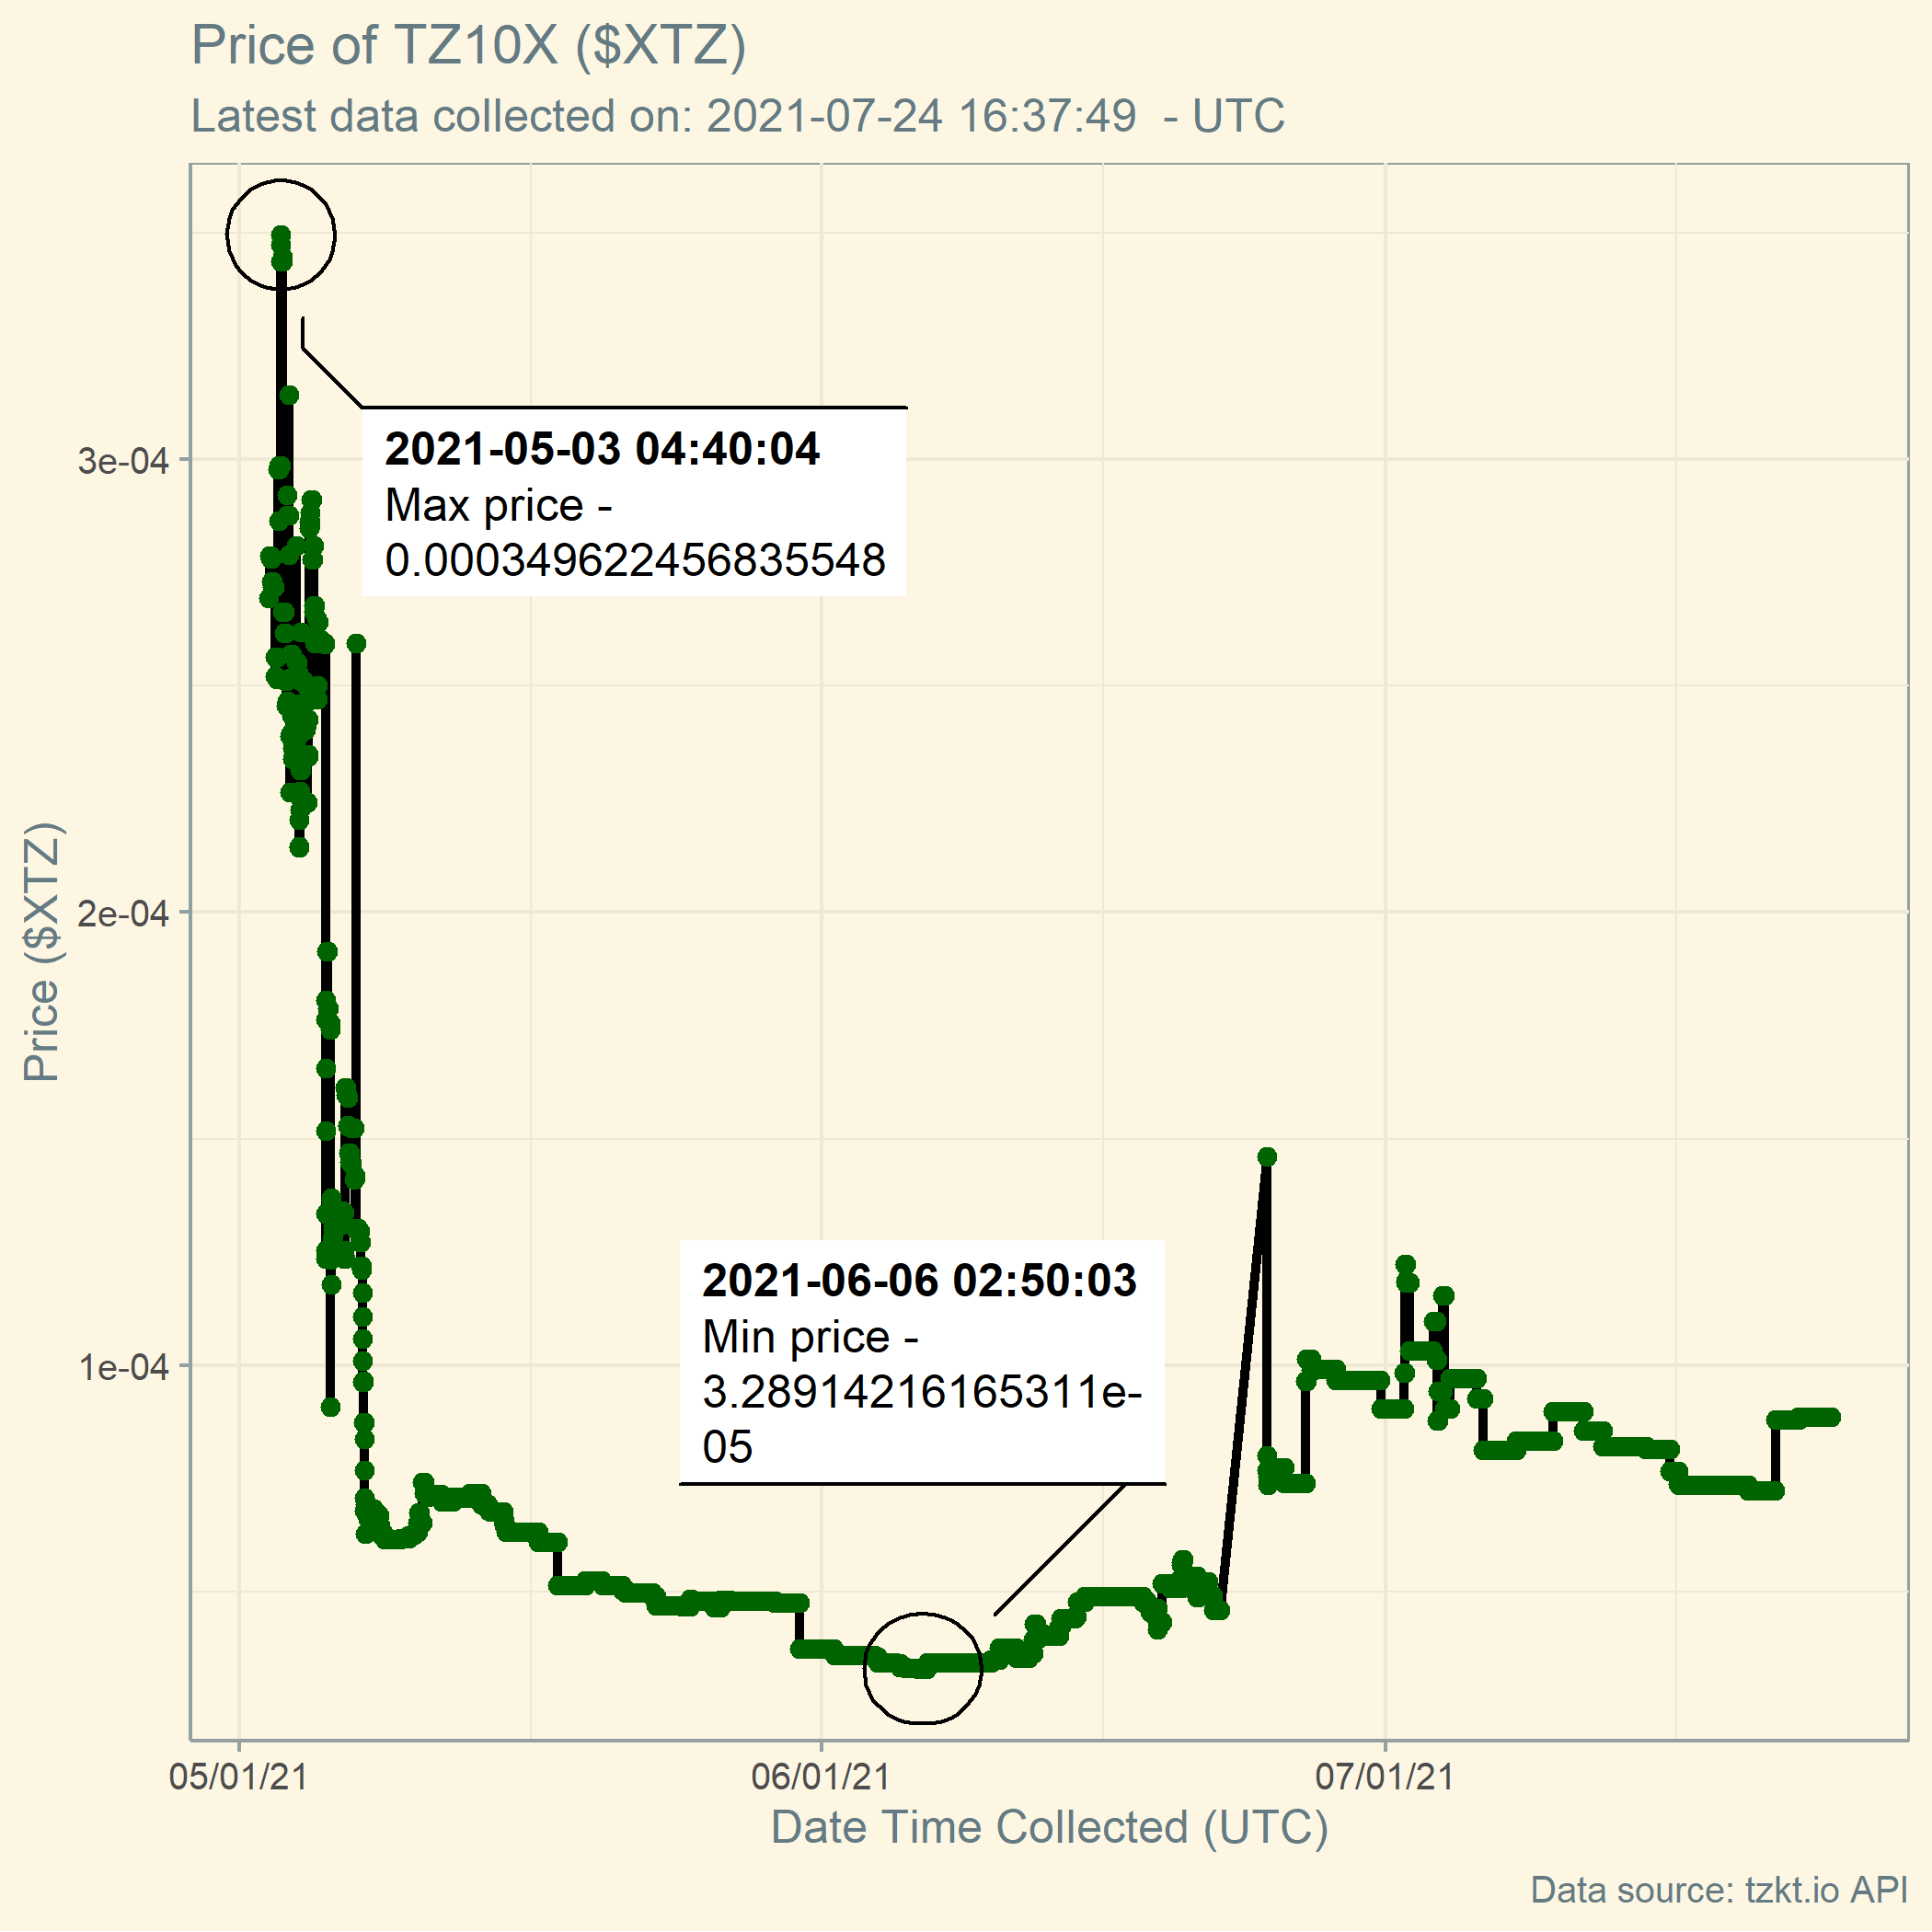 Price of TZ10X ($XTZ)
Latest data collected on: 2021-07-24 16:37:49  - UTC
2021-05-03 04:40:04
Max price -
0.000349622456835548
3e-04
2e-04
1e-04
Price ($XTZ)
2021-06-06 02:50:03
Min price -
3.28914216165311e-
05
05/01/21
06/01/21
07/01/21
Date Time Collected (UTC)
Data source: tzkt.io API